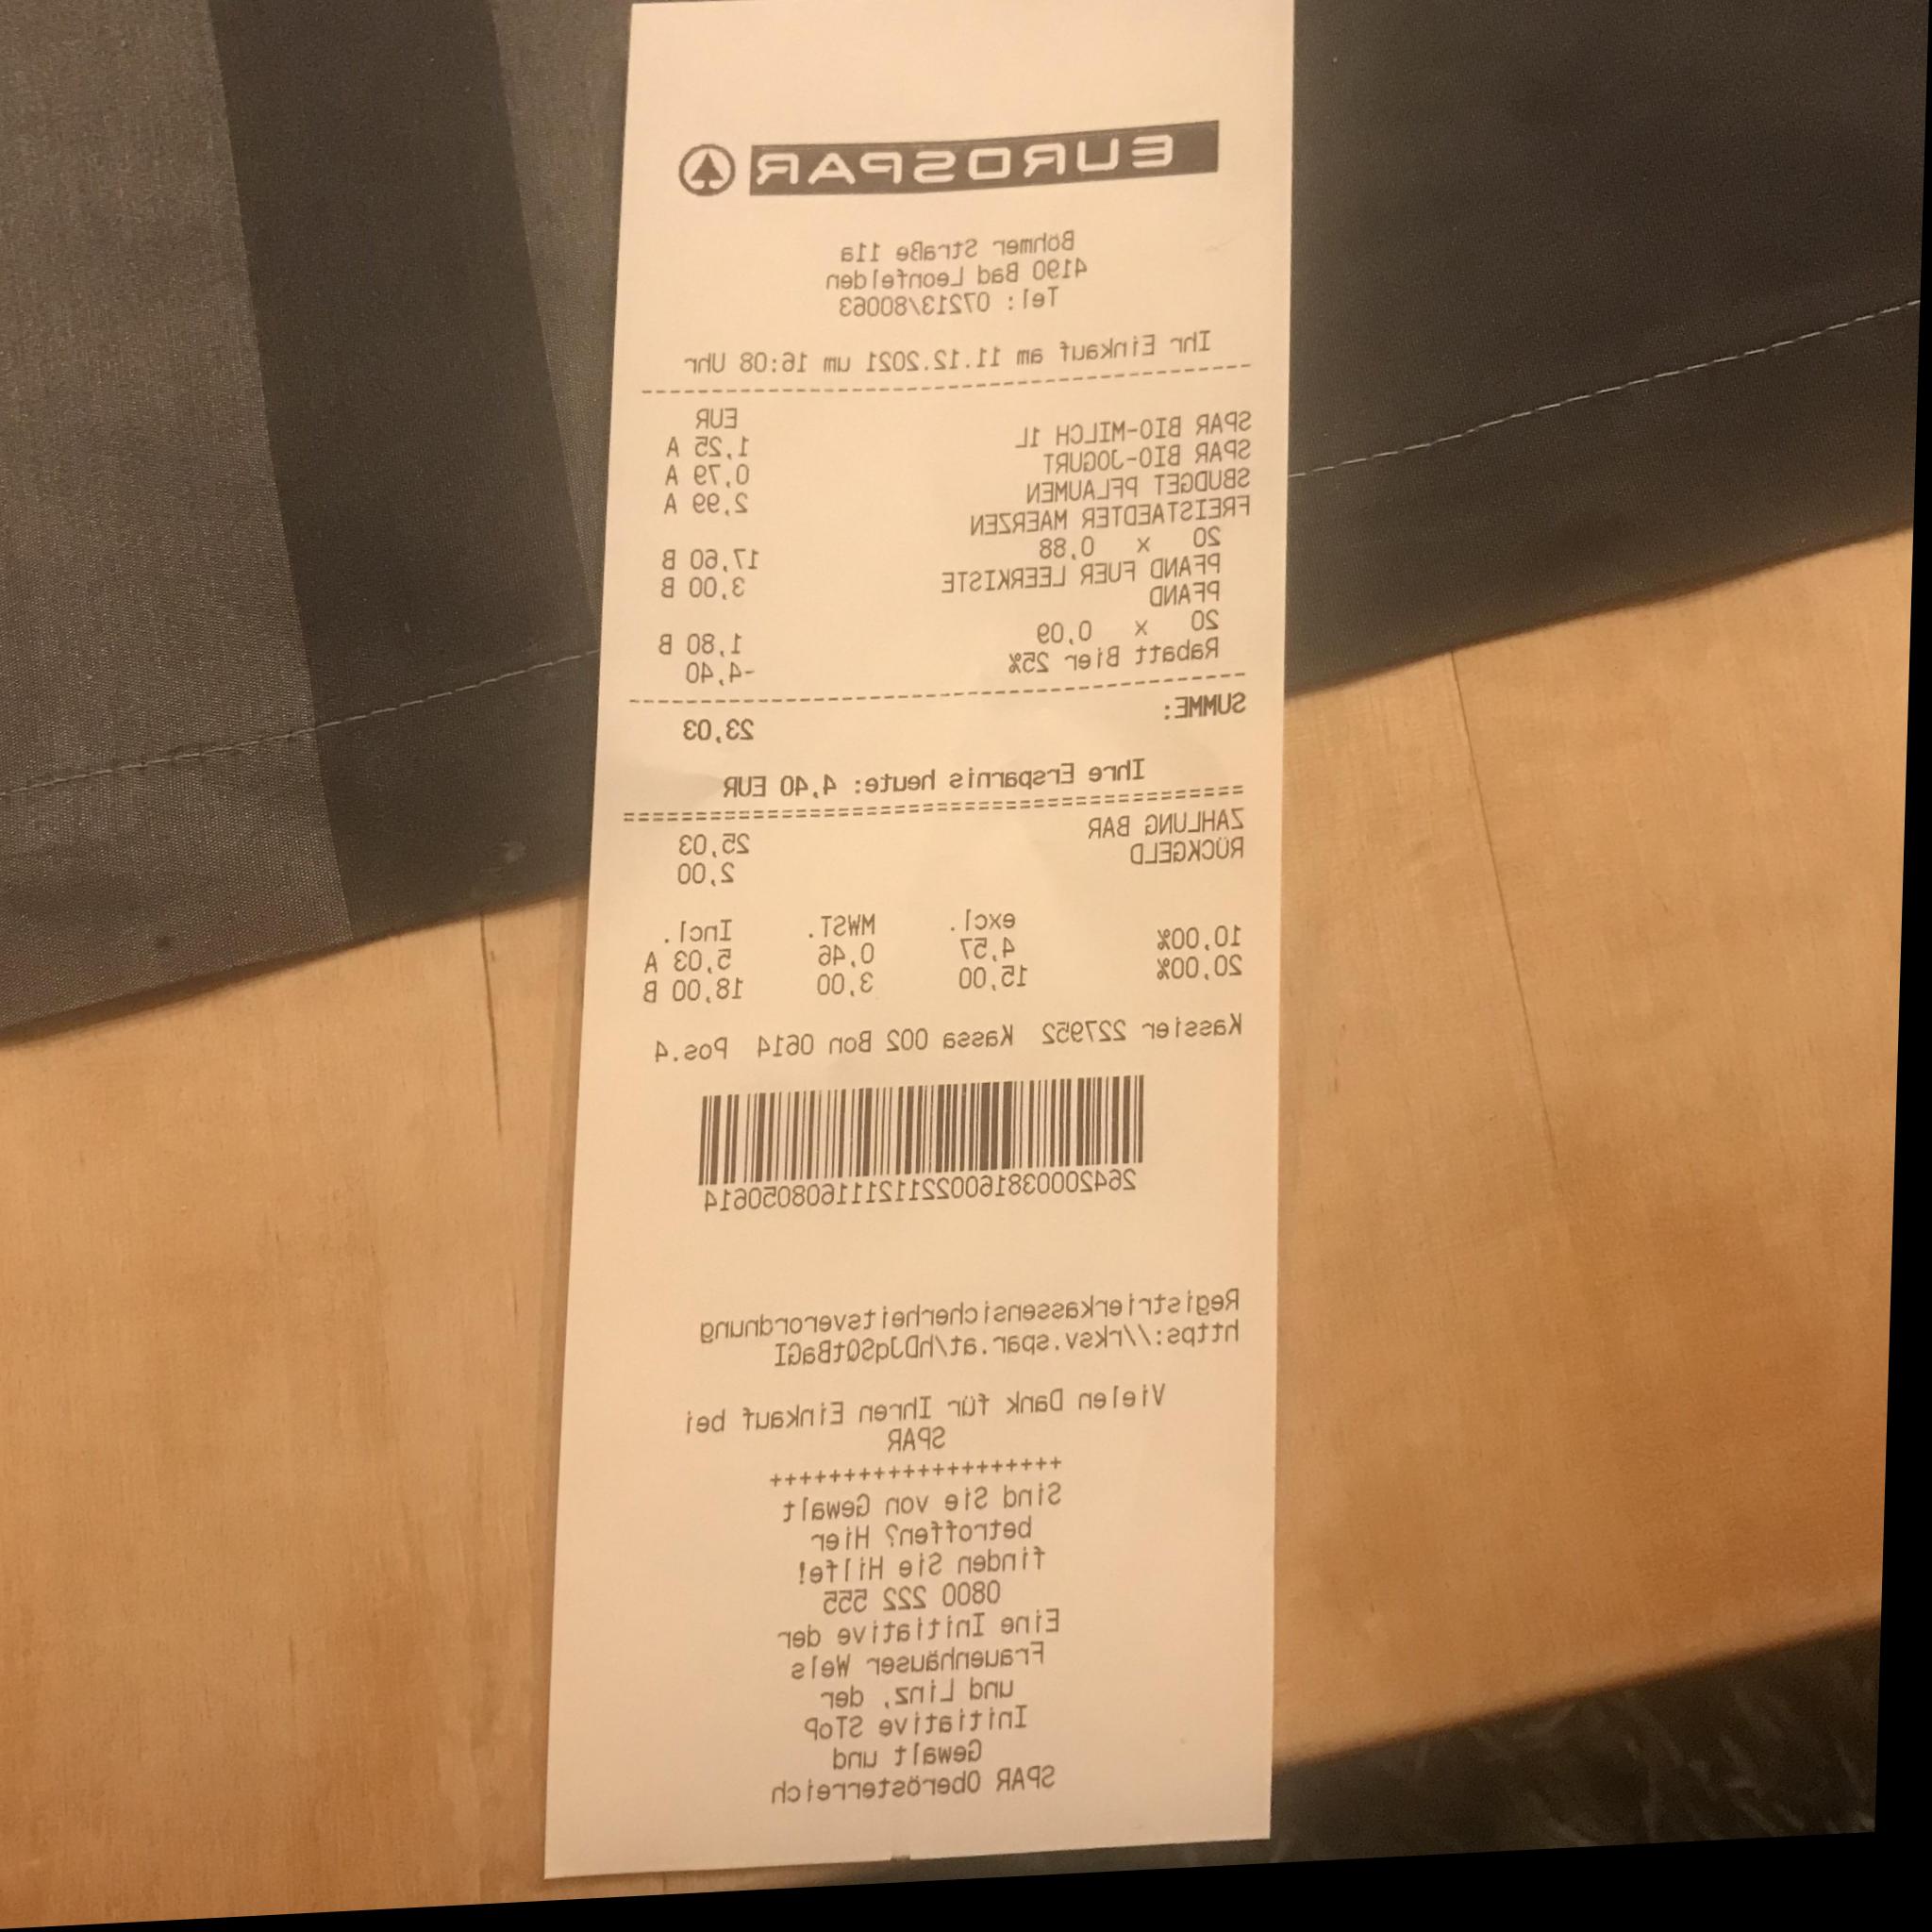 EUROSPAR
Böhmer Straße 11a
4190 Bad Leonfelden
Tel: 07213/80063
Ihr Einkauf am 11.12.2021 um 16:08 Uhr
EUR
SPAR BIO-MILCH 1L 1,25 A
SPAR BIO-JOGURT 0,79 A
SBUDGET PFLAUMEN 2,99 A
FREISTAEDTER MAERZEN
20 x 0,88 17,60 B
PFAND FUER LEERKISTE 3,00 B
PFAND
20 x 0,09 1,80 B
Rabatt Bier 25% -4,40
SUMME: 23,03
Ihre Ersparnis heute: 4,40 EUR
ZAHLUNG BAR 25,03
RÜCKGELD 2,00
excl. MWST. Incl.
10,00% 4,57 0,46 5,03 A
20,00% 15,00 3,00 18,00 B
Kassier 227952 Kassa 002 Bon 0614 Pos.4
2642000381600221121111608050614
Registrierkassensicherheitsverordnung
https://rksv.spar.at/hDJqSOtBaGI
Vielen Dank für Ihren Einkauf bei
SPAR
++++++++++++++++++++
Sind Sie von Gewalt
betroffen? Hier
finden Sie Hilfe!
0800 222 555
Eine Initiative der
Frauenhäuser Wels
und Linz, der
Initiative SToP
Gewalt und
SPAR Oberösterreich